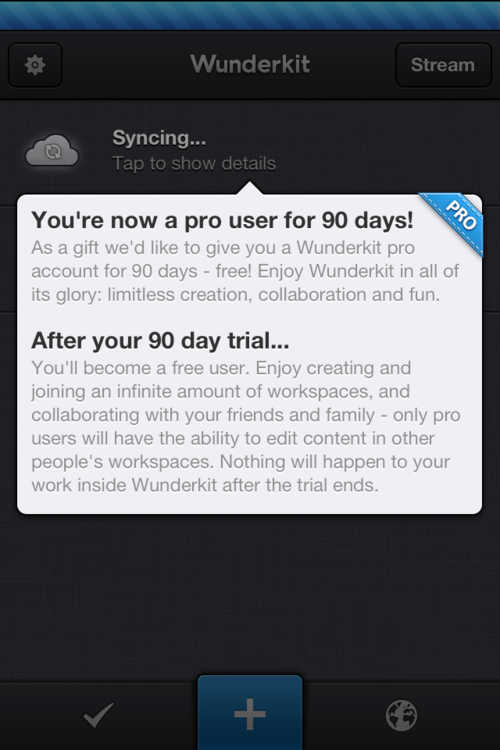 Wunderkit
Stream
Syncing...
Tap to show details
PRO
You're now a pro user for 90 days!
As a gift we'd like to give you a Wunderkit pro
account for 90 days - free! Enjoy Wunderkit in all of
its glory: limitless creation, collaboration and fun.
After your 90 day trial...
You'll become a free user. Enjoy creating and
joining an infinite amount of workspaces, and
collaborating with your friends and family - only pro
users will have the ability to edit content in other
people's workspaces. Nothing will happen to your
work inside Wunderkit after the trial ends.